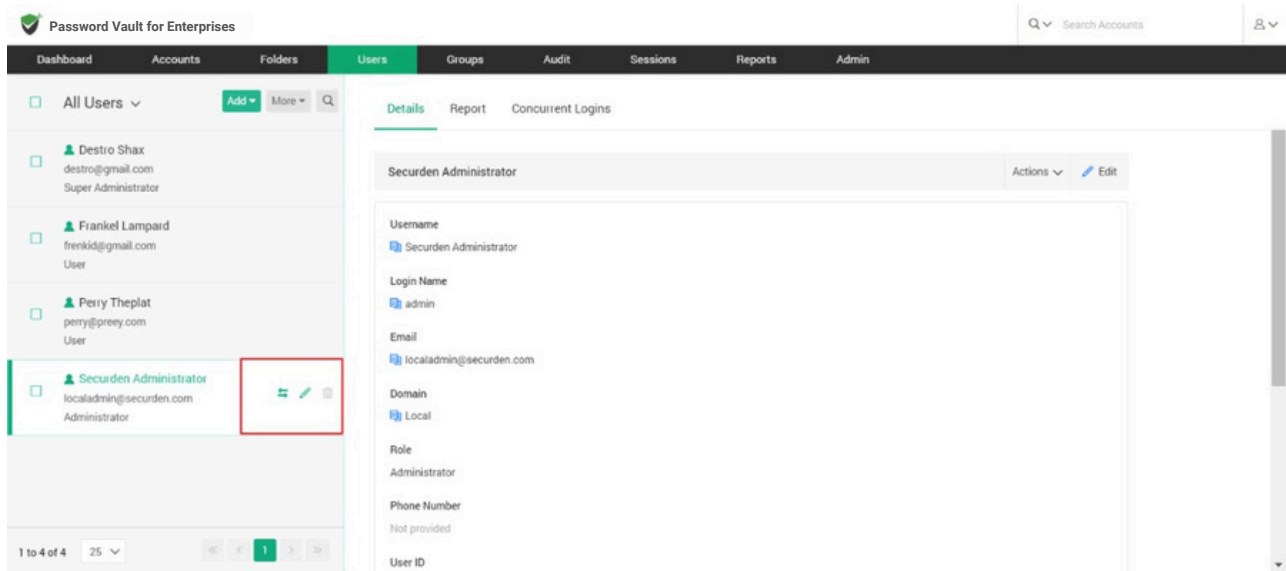 Password Vault for Enterprises
Search Accounts
Dashboard Accounts Folders Users Groups Audit Sessions Reports Admin
All Users Add More
Details Report Concurrent Logins
Destro Shax
destro@gmail.com
Super Administrator
Securden Administrator Actions Edit
Frankel Lampard
frenkid@gmail.com
User
Username
Securden Administrator
Login Name
admin
Perry Theplat
perry@preey.com
User
Email
localadmin@securden.com
Securden Administrator
localadmin@securden.com
Administrator
Domain
Local
Role
Administrator
Phone Number
Not provided
1 to 4 of 4 25 « < 1 > »
User ID